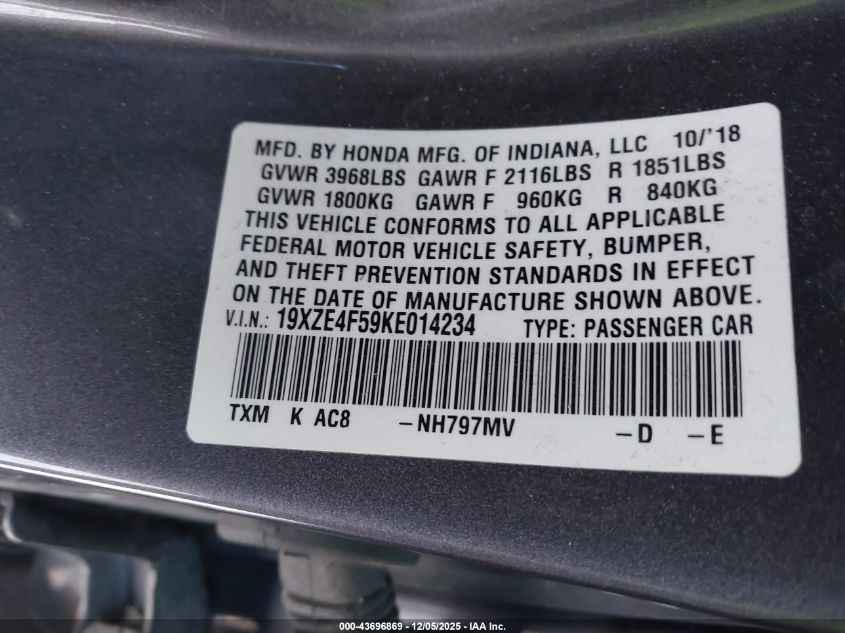 MFD. BY HONDA MFG. OF INDIANA, LLC 10/'18
GVWR 3968LBS GAWR F 2116LBS R 1851LBS
GVWR 1800KG GAWR F 960KG R 840KG
THIS VEHICLE CONFORMS TO ALL APPLICABLE
FEDERAL MOTOR VEHICLE SAFETY, BUMPER,
AND THEFT PREVENTION STANDARDS IN EFFECT
ON THE DATE OF MANUFACTURE SHOWN ABOVE.
V.I.N.: 19XZE4F59KE014234 TYPE: PASSENGER CAR
TXM K AC8 -NH797MV -D -E
000-43696869 - 12/05/2025 - IAA Inc.